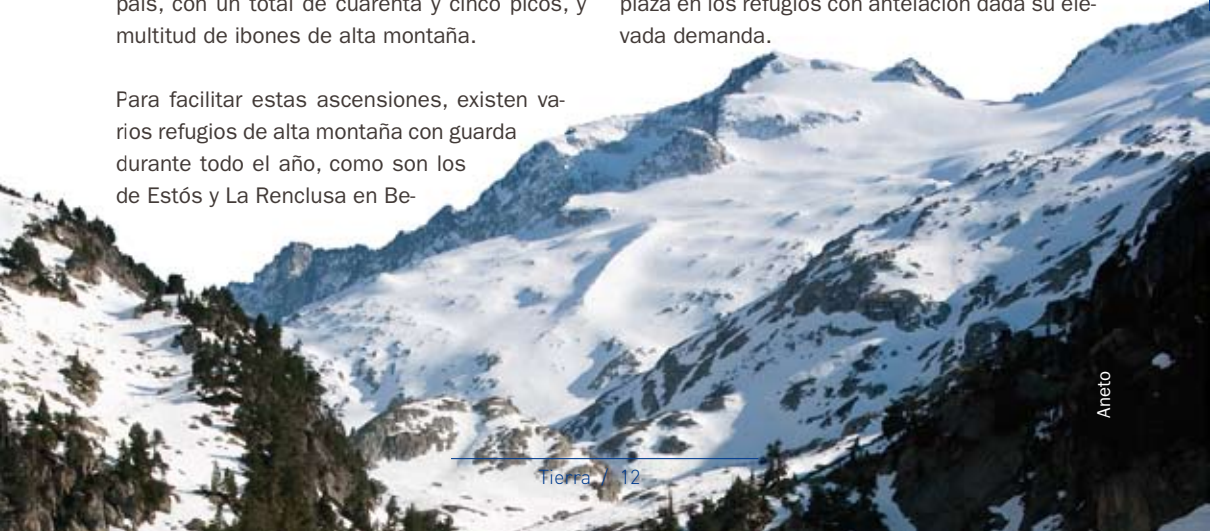 país, con un total de cuarenta y cinco picos, y
multitud de ibones de alta montaña.
Para facilitar estas ascensiones, existen va-
rios refugios de alta montaña con guarda
durante todo el año, como son los
de Estós y La Renclusa en Be-
plaza en los refugios con antelación dada su ele-
vada demanda.
Aneto
Tierra / 12